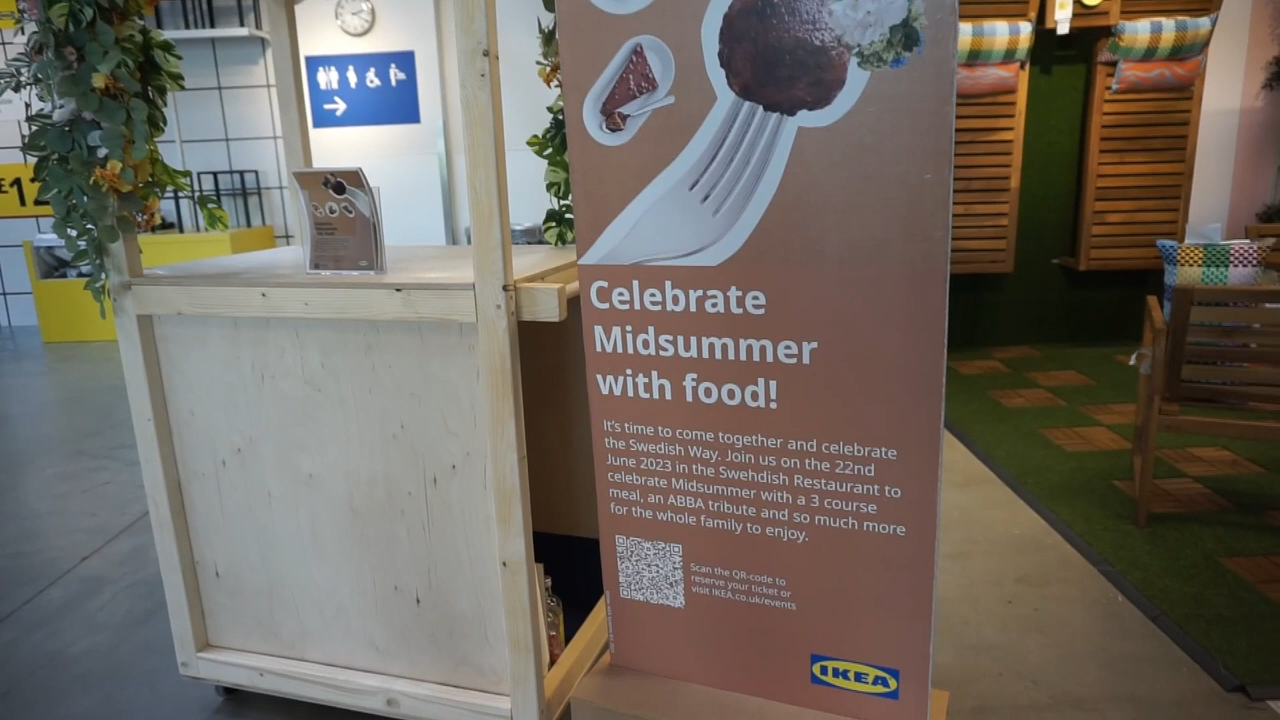 Celebrate
Midsummer
with food!
It's time to come together and celebrate
the Swedish Way. Join us on the 22nd
June 2023 in the Swehdish Restaurant to
celebrate Midsummer with a 3 course
meal, an ABBA tribute and so much more
for the whole family to enjoy.
Scan the QR-code to
reserve your ticket or
visit IKEA.co.uk/events
IKEA